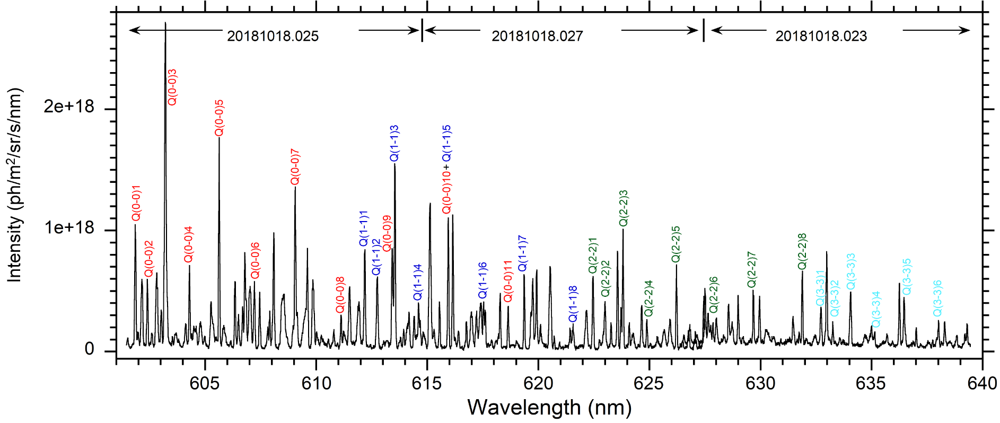 20181018.025
20181018.027
20181018.023
Intensity (ph/m2/sr/s/nm)
2e+18
1e+18
0
Q(0-0)1
Q(0-0)2
Q(0-0)3
Q(0-0)4
Q(0-0)5
Q(0-0)6
Q(0-0)7
Q(0-0)8
Q(1-1)1
Q(1-1)2
Q(0-0)9
Q(1-1)3
Q(1-1)4
Q(0-0)10+Q(1-1)5
Q(1-1)6
Q(0-0)11
Q(1-1)7
Q(1-1)8
Q(2-2)1
Q(2-2)2
Q(2-2)3
Q(2-2)4
Q(2-2)5
Q(2-2)6
Q(2-2)7
Q(2-2)8
Q(3-3)1
Q(3-3)2
Q(3-3)3
Q(3-3)4
Q(3-3)5
Q(3-3)6
605
610
615
620
625
630
635
640
Wavelength (nm)